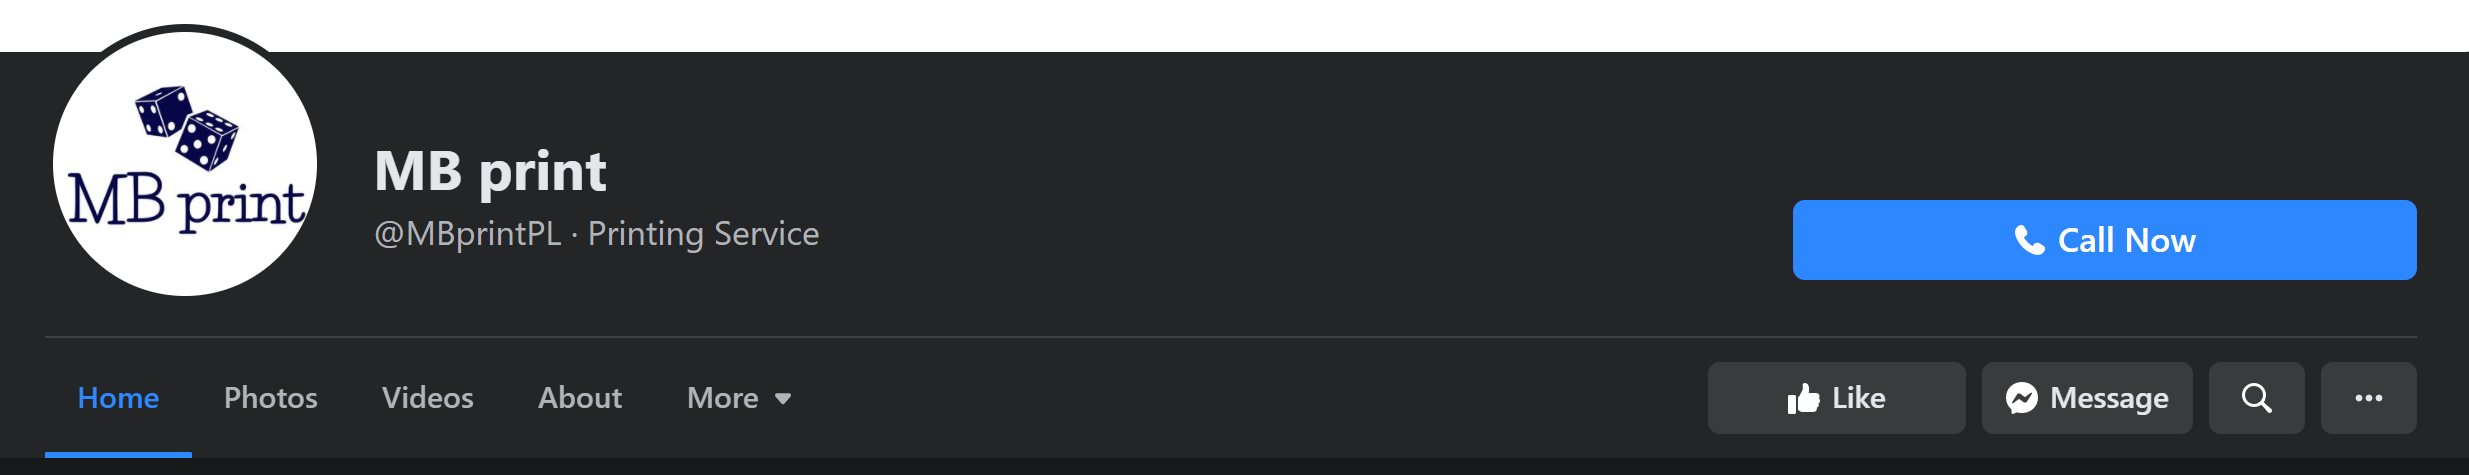 MB print
MB print
@MBprintPL · Printing Service
Call Now
Home Photos Videos About More
Like Message